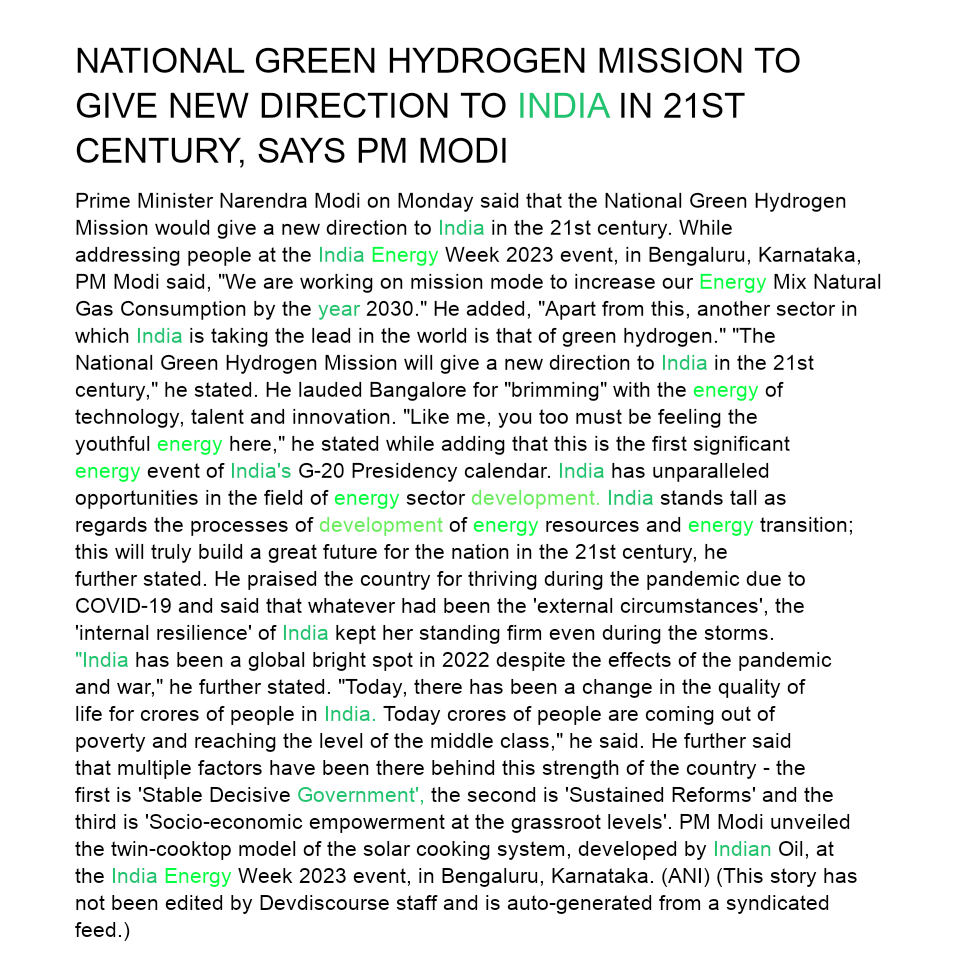 NATIONAL GREEN HYDROGEN MISSION TO
GIVE NEW DIRECTION TO INDIA IN 21ST
CENTURY, SAYS PM MODI
Prime Minister Narendra Modi on Monday said that the National Green Hydrogen
Mission would give a new direction to India in the 21st century. While
addressing people at the India Energy Week 2023 event, in Bengaluru, Karnataka,
PM Modi said, "We are working on mission mode to increase our Energy Mix Natural
Gas Consumption by the year 2030." He added, "Apart from this, another sector in
which India is taking the lead in the world is that of green hydrogen." "The
National Green Hydrogen Mission will give a new direction to India in the 21st
century," he stated. He lauded Bangalore for "brimming" with the energy of
technology, talent and innovation. "Like me, you too must be feeling the
youthful energy here," he stated while adding that this is the first significant
energy event of India's G-20 Presidency calendar. India has unparalleled
opportunities in the field of energy sector development. India stands tall as
regards the processes of development of energy resources and energy transition;
this will truly build a great future for the nation in the 21st century, he
further stated. He praised the country for thriving during the pandemic due to
COVID-19 and said that whatever had been the 'external circumstances', the
'internal resilience' of India kept her standing firm even during the storms.
"India has been a global bright spot in 2022 despite the effects of the pandemic
and war," he further stated. "Today, there has been a change in the quality of
life for crores of people in India. Today crores of people are coming out of
poverty and reaching the level of the middle class," he said. He further said
that multiple factors have been there behind this strength of the country - the
first is 'Stable Decisive Government', the second is 'Sustained Reforms' and the
third is 'Socio-economic empowerment at the grassroot levels'. PM Modi unveiled
the twin-cooktop model of the solar cooking system, developed by Indian Oil, at
the India Energy Week 2023 event, in Bengaluru, Karnataka. (ANI) (This story has
not been edited by Devdiscourse staff and is auto-generated from a syndicated
feed.)